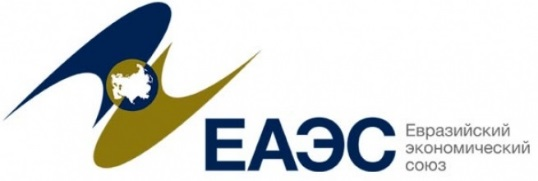 ЕАЭС
Евразийский
экономический
союз